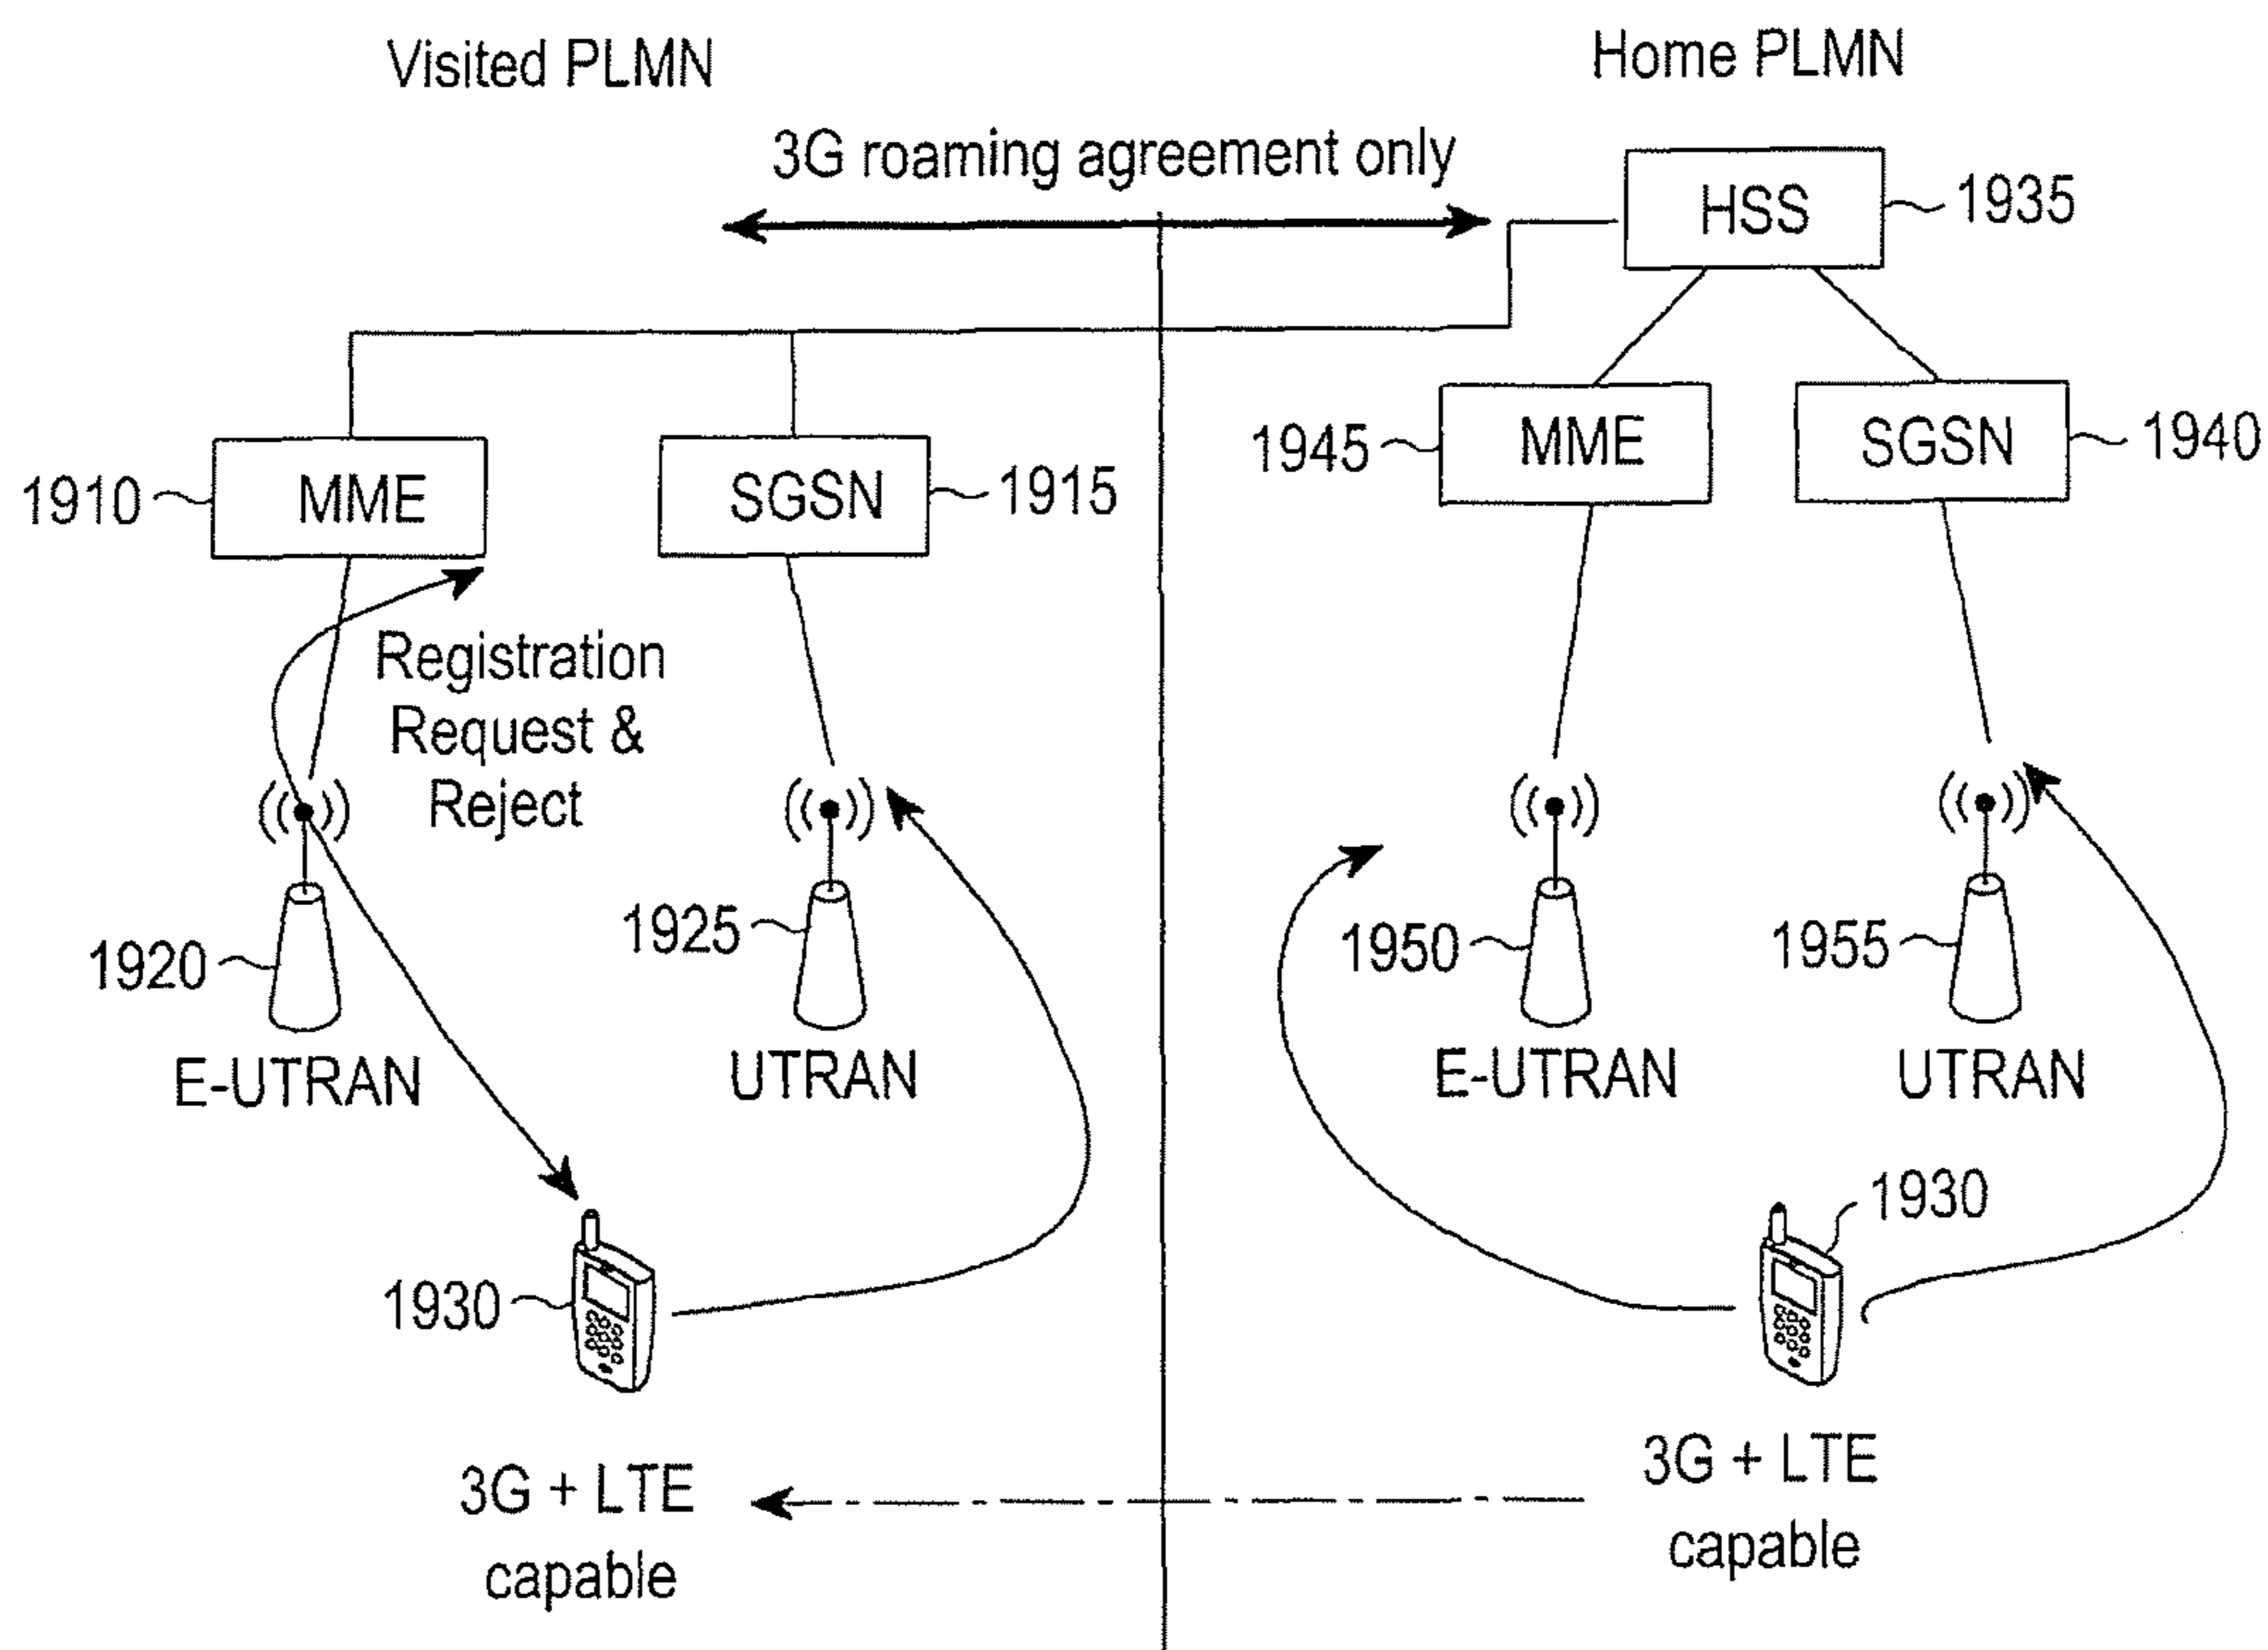 Visited PLMN
Home PLMN
3G roaming agreement only
HSS
1935
1910
MME
SGSN
1915
1945
MME
SGSN
1940
Registration
Request &
Reject
1920
1925
1950
1955
E-UTRAN
UTRAN
E-UTRAN
UTRAN
1930
1930
3G + LTE
capable
3G + LTE
capable